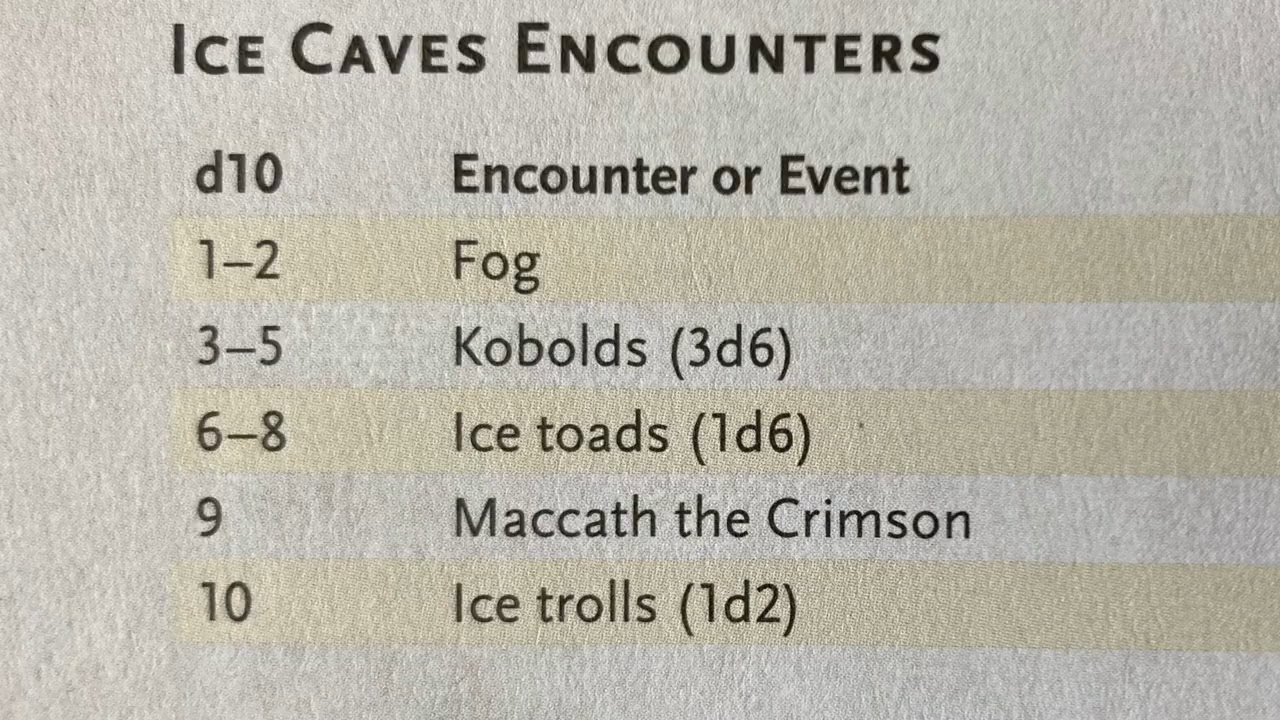 ICE CAVES ENCOUNTERS
d10 Encounter or Event
1–2 Fog
3–5 Kobolds (3d6)
6–8 Ice toads (1d6)
9 Maccath the Crimson
10 Ice trolls (1d2)